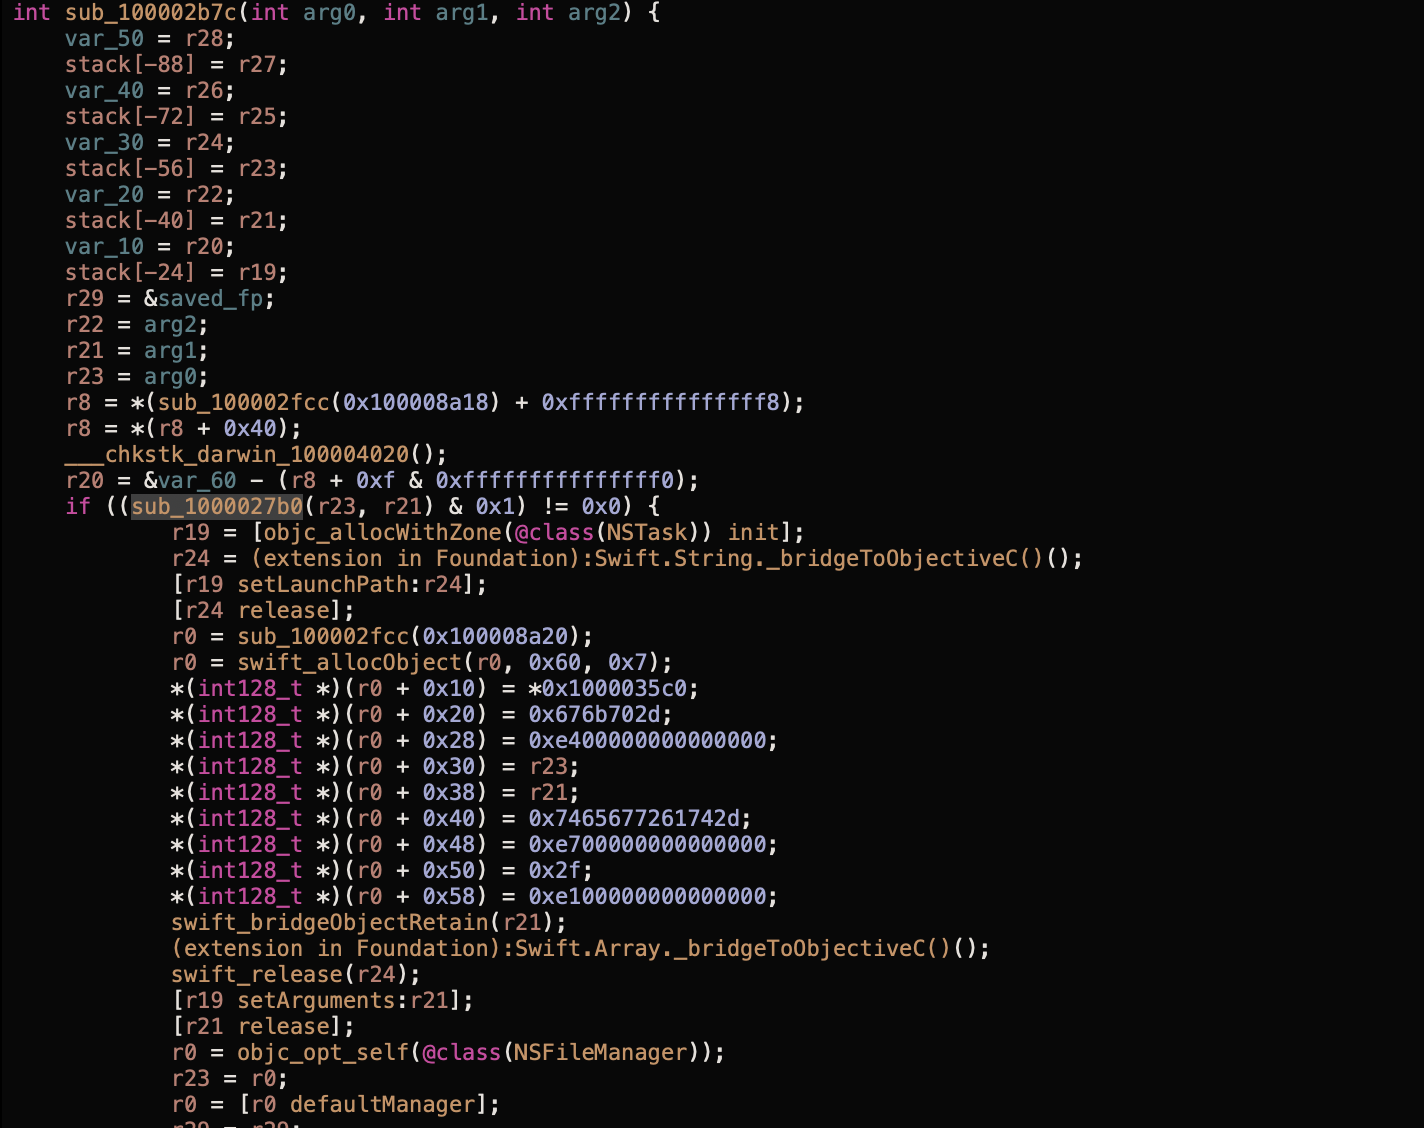 int sub_100002b7c(int arg0, int arg1, int arg2) {
var_50 = r28;
stack[-88] = r27;
var_40 = r26;
stack[-72] = r25;
var_30 = r24;
stack[-56] = r23;
var_20 = r22;
stack[-40] = r21;
var_10 = r20;
stack[-24] = r19;
r29 = &saved_fp;
r22 = arg2;
r21 = arg1;
r23 = arg0;
r8 = *(sub_100002fcc(0x100008a18) + 0xfffffffffffffff8);
r8 = *(r8 + 0x40);
___chkstk_darwin_100004020();
r20 = &var_60 - (r8 + 0xf & 0xfffffffffffffff0);
if ((sub_1000027b0(r23, r21) & 0x1) != 0x0) {
r19 = [objc_allocWithZone(@class(NSTask)) init];
r24 = (extension in Foundation):Swift.String._bridgeToObjectiveC()();
[r19 setLaunchPath:r24];
[r24 release];
r0 = sub_100002fcc(0x100008a20);
r0 = swift_allocObject(r0, 0x60, 0x7);
*(int128_t *)(r0 + 0x10) = *0x1000035c0;
*(int128_t *)(r0 + 0x20) = 0x676b702d;
*(int128_t *)(r0 + 0x28) = 0xe400000000000000;
*(int128_t *)(r0 + 0x30) = r23;
*(int128_t *)(r0 + 0x38) = r21;
*(int128_t *)(r0 + 0x40) = 0x7465677261742d;
*(int128_t *)(r0 + 0x48) = 0xe700000000000000;
*(int128_t *)(r0 + 0x50) = 0x2f;
*(int128_t *)(r0 + 0x58) = 0xe100000000000000;
swift_bridgeObjectRetain(r21);
(extension in Foundation):Swift.Array._bridgeToObjectiveC()();
swift_release(r24);
[r19 setArguments:r21];
[r21 release];
r0 = objc_opt_self(@class(NSFileManager));
r23 = r0;
r0 = [r0 defaultManager];
r29 = r29;